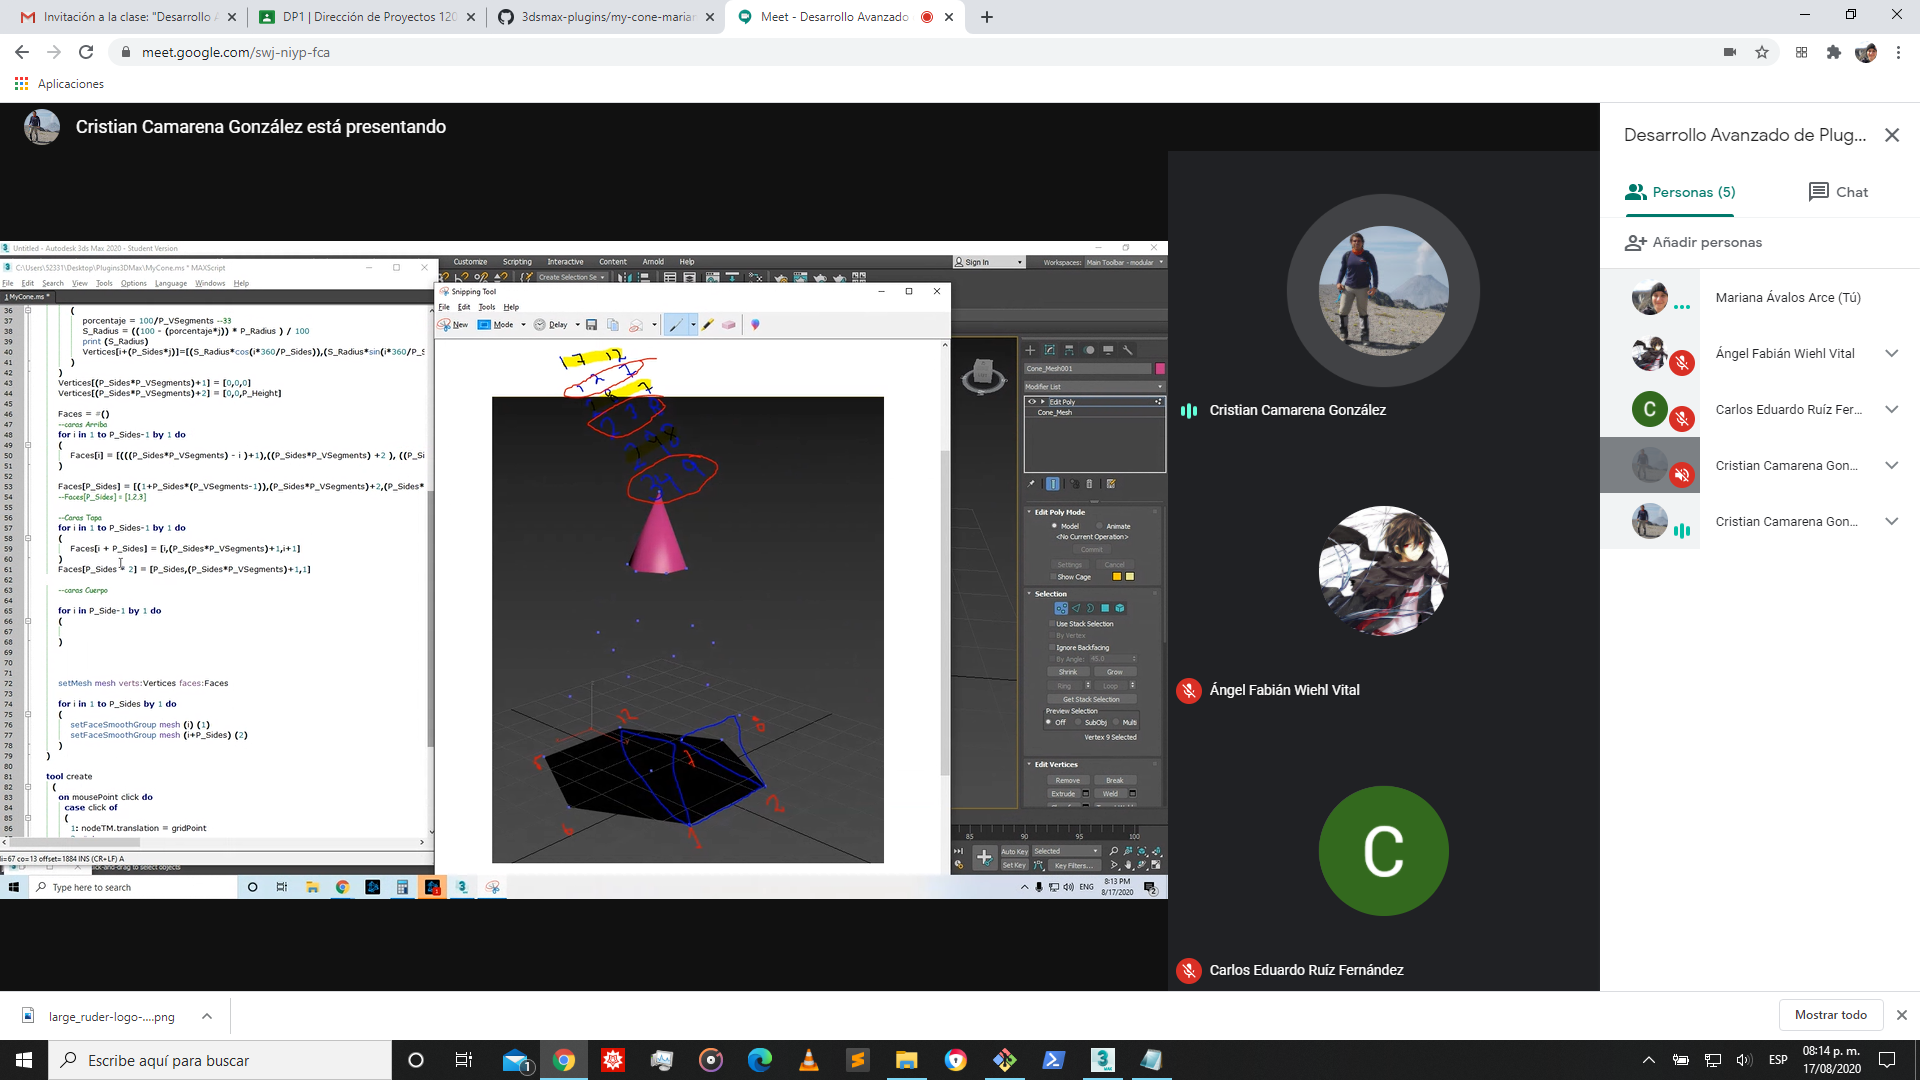 Invitación a la clase: "Desarrollo A
DP1 | Dirección de Proyectos 120
3dsmax-plugins/my-cone-maria
Meet - Desarrollo Avanzado
meet.google.com/swj-niyp-fca
Aplicaciones
Cristian Camarena González está presentando
Desarrollo Avanzado de Plug...
Personas (5)
Chat
Añadir personas
Mariana Ávalos Arce (Tú)
Ángel Fabián Wiehl Vital
Carlos Eduardo Ruíz Fer...
Cristian Camarena Gon...
Cristian Camarena Gon...
Cristian Camarena González
Ángel Fabián Wiehl Vital
C
Carlos Eduardo Ruíz Fernández
Untitled - Autodesk 3ds Max 2020 - Student Version
C:\Users\52331\Desktop\Plugins3DMax\MyCone.ms * MAXScript
File Edit Search View Tools Options Language Windows Help
1 MyCone.ms *
36 (
37 porcentaje = 100/P_VSegments --33
38 S_Radius = ((100 - (porcentaje*j)) * P_Radius ) / 100
39 print (S_Radius)
40 Vertices[i+(P_Sides*j)]=[(S_Radius*cos(i*360/P_Sides)),(S_Radius*sin(i*360/P_S
41 )
42 )
43 Vertices[(P_Sides*P_VSegments)+1] = [0,0,0]
44 Vertices[(P_Sides*P_VSegments)+2] = [0,0,P_Height]
45
46 Faces = #()
47 --caras Arriba
48 for i in 1 to P_Sides-1 by 1 do
49 (
50 Faces[i] = [(((P_Sides*P_VSegments) - i )+1),((P_Sides*P_VSegments) +2 ), ((P_Si
51 )
52
53 Faces[P_Sides] = [(1+P_Sides*(P_VSegments-1)),(P_Sides*P_VSegments)+2,(P_Sides*
54 --Faces[P_Sides] = [1,2,3]
55
56 --Caras Tapa
57 for i in 1 to P_Sides-1 by 1 do
58 (
59 Faces[i + P_Sides] = [i,(P_Sides*P_VSegments)+1,i+1]
60 )
61 Faces[P_Sides * 2] = [P_Sides,(P_Sides*P_VSegments)+1,1]
62
63 --caras Cuerpo
64
65 for i in P_Side-1 by 1 do
66 (
67
68 )
69
70
71
72 setMesh mesh verts:Vertices faces:Faces
73
74 for i in 1 to P_Sides by 1 do
75 (
76 setFaceSmoothGroup mesh (i) (1)
77 setFaceSmoothGroup mesh (i+P_Sides) (2)
78 )
79 )
80
81 tool create
82 (
83 on mousePoint click do
84 case click of
85 (
86 1: nodeTM.translation = gridPoint
li=67 co=13 offset=1884 INS (CR+LF) A
ick-and-drag to select objects
Customize Scripting Interactive Content Arnold Help
Sign In
Workspaces: Main Toolbar - modular
Create Selection Se
Snipping Tool
File Edit Tools Help
New Mode Delay
12
2
6
Cone_Mesh001
Modifier List
Edit Poly
Cone_Mesh
Edit Poly Mode
Model Animate
<No Current Operation>
Commit
Settings Cancel
Show Cage
Selection
Use Stack Selection
By Vertex
Ignore Backfacing
By Angle: 45.0
Shrink Grow
Ring Loop
Get Stack Selection
Preview Selection
Off SubObj Multi
Vertex 9 Selected
Edit Vertices
Remove Break
Extrude Weld
85 90 95 100
Auto Key Selected
Set Key Key Filters...
Type here to search
ENG
8:13 PM
8/17/2020
large_ruder-logo-....png
Mostrar todo
Escribe aquí para buscar
ESP
08:14 p. m.
17/08/2020